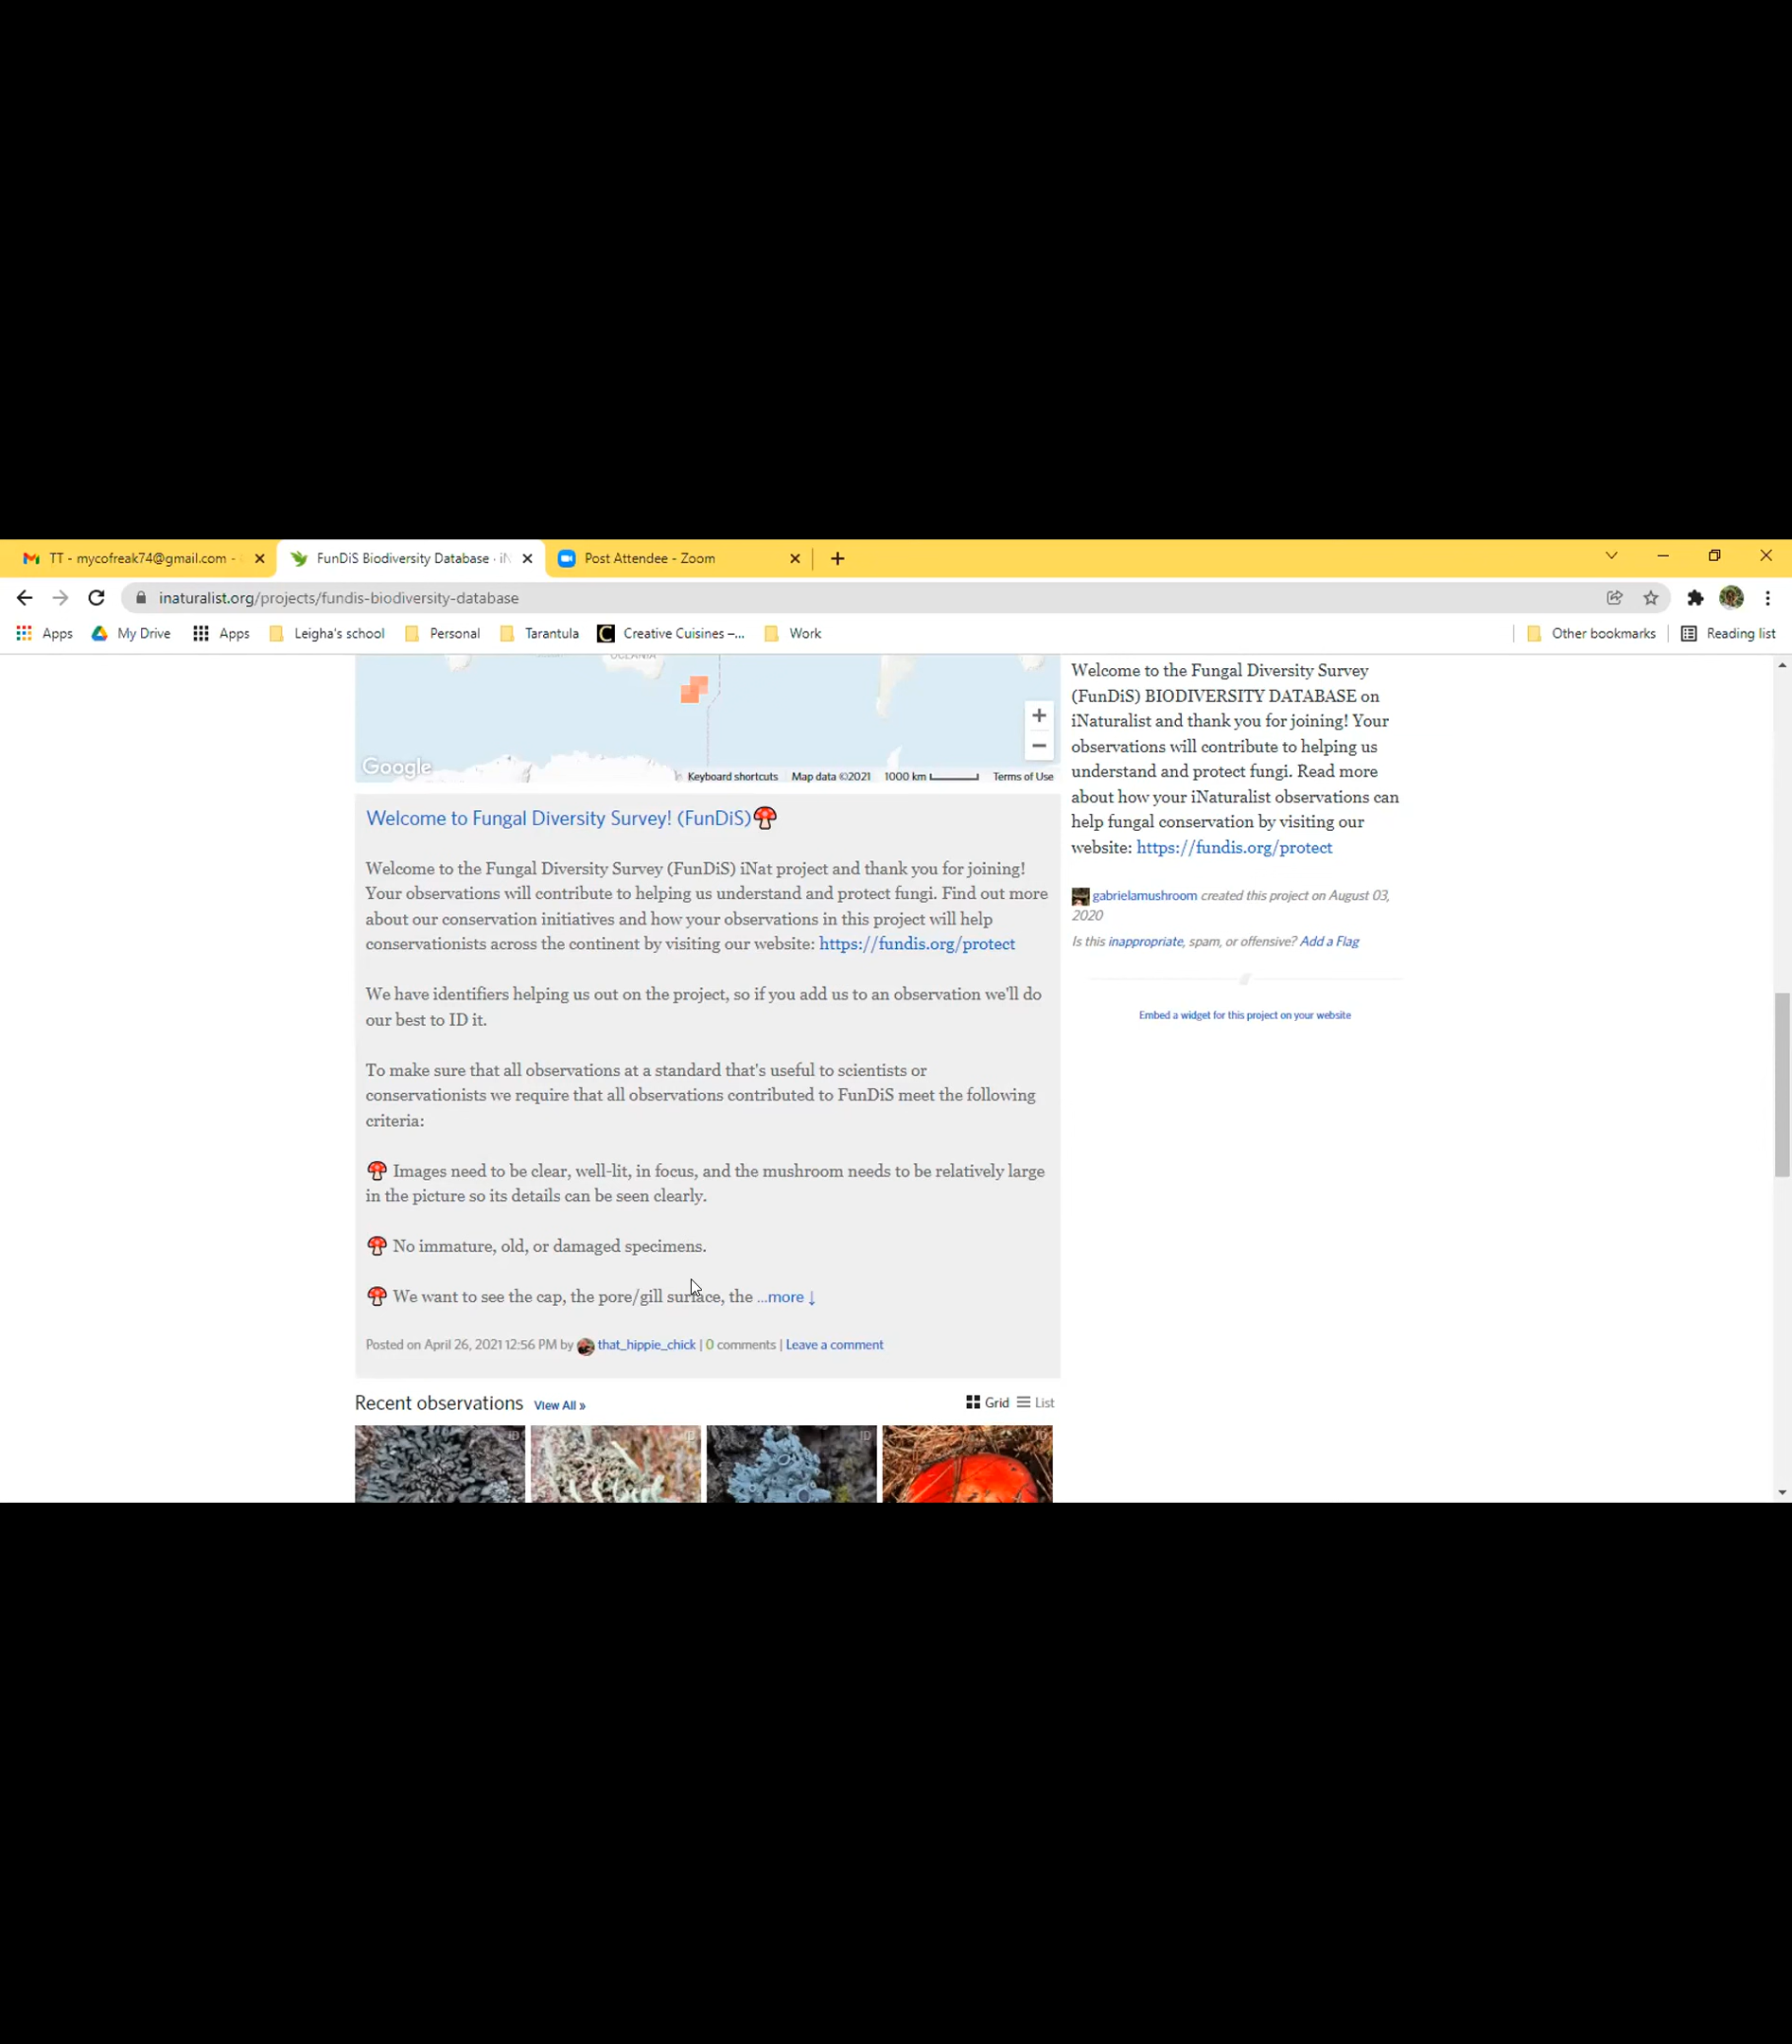 TT - mycofreak74@gmail.com -
FunDiS Biodiversity Database · iN
Post Attendee - Zoom
inaturalist.org/projects/fundis-biodiversity-database
Apps
My Drive
Apps
Leigha's school
Personal
Tarantula
Creative Cuisines –...
Work
Other bookmarks
Reading list
OCEANIA
Google
Keyboard shortcuts
Map data ©2021
1000 km
Terms of Use
Welcome to Fungal Diversity Survey! (FunDiS)🍄
Welcome to the Fungal Diversity Survey (FunDiS) iNat project and thank you for joining!
Your observations will contribute to helping us understand and protect fungi. Find out more
about our conservation initiatives and how your observations in this project will help
conservationists across the continent by visiting our website: https://fundis.org/protect
We have identifiers helping us out on the project, so if you add us to an observation we'll do
our best to ID it.
To make sure that all observations at a standard that's useful to scientists or
conservationists we require that all observations contributed to FunDiS meet the following
criteria:
🍄 Images need to be clear, well-lit, in focus, and the mushroom needs to be relatively large
in the picture so its details can be seen clearly.
🍄 No immature, old, or damaged specimens.
🍄 We want to see the cap, the pore/gill surface, the ...more ↓
Posted on April 26, 2021 12:56 PM by that_hippie_chick | 0 comments | Leave a comment
Recent observations View All »
Grid List
ID
ID
ID
ID
Welcome to the Fungal Diversity Survey
(FunDiS) BIODIVERSITY DATABASE on
iNaturalist and thank you for joining! Your
observations will contribute to helping us
understand and protect fungi. Read more
about how your iNaturalist observations can
help fungal conservation by visiting our
website: https://fundis.org/protect
gabrielamushroom created this project on August 03,
2020
Is this inappropriate, spam, or offensive? Add a Flag
Embed a widget for this project on your website